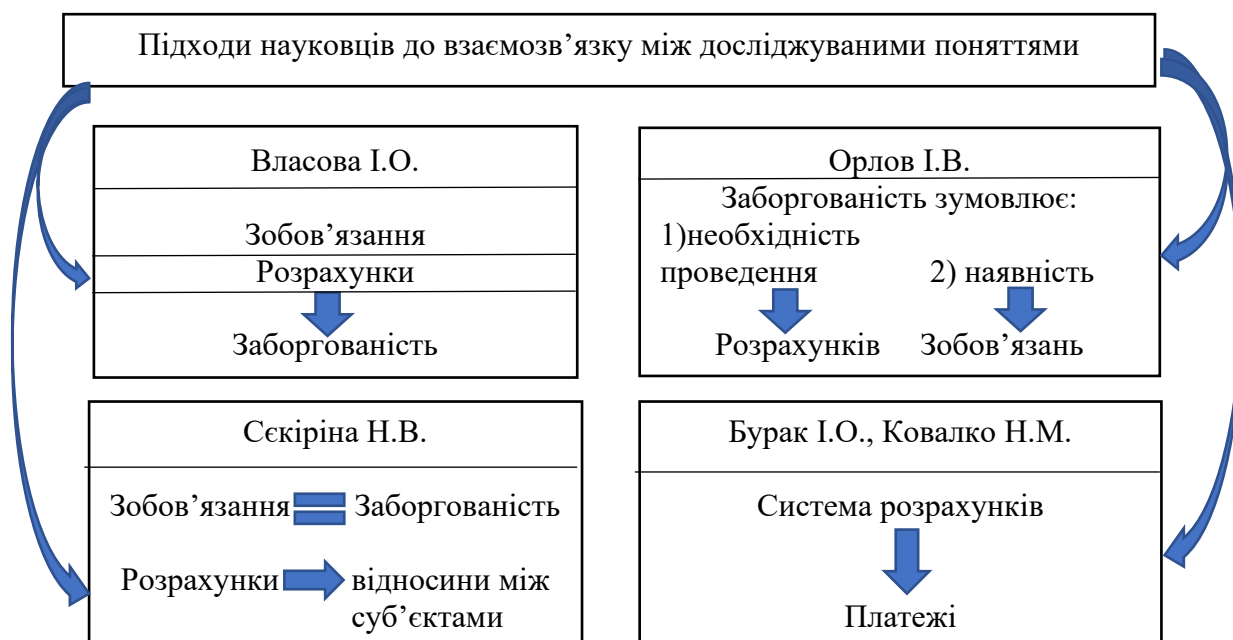 Підходи науковців до взаємозв’язку між досліджуваними поняттями
Власова І.О.
Зобов’язання
Розрахунки
Заборгованість
Орлов І.В.
Заборгованість зумовлює:
1)необхідність
проведення
2) наявність
Розрахунків
Зобов’язань
Сєкіріна Н.В.
Зобов’язання
Заборгованість
Розрахунки
відносини між
суб’єктами
Бурак І.О., Ковалко Н.М.
Система розрахунків
Платежі